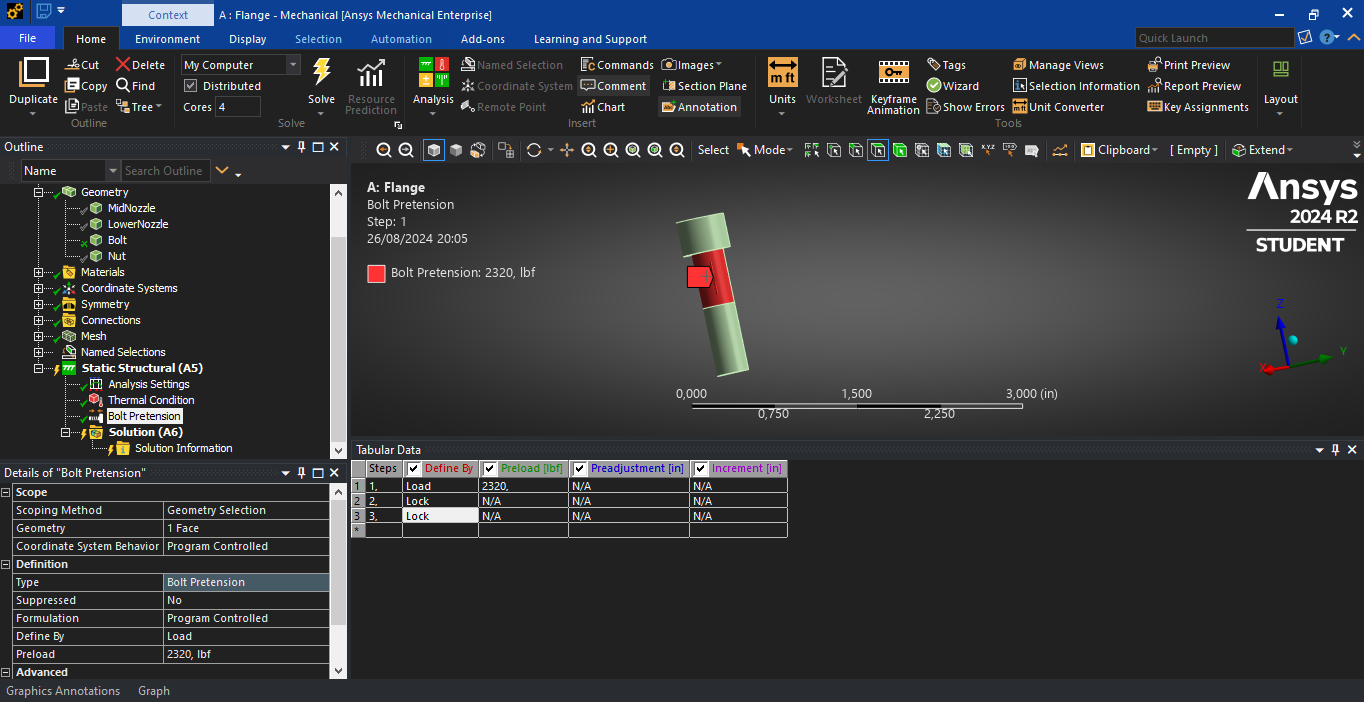 Context
A : Flange - Mechanical [Ansys Mechanical Enterprise]
File Home Environment Display Selection Automation Add-ons Learning and Support Quick Launch
Duplicate
Cut
Copy
Paste
Delete
Find
Tree
Outline
My Computer
Distributed
Cores 4
Solve
Resource Prediction
Solve
Analysis
Named Selection
Coordinate System
Remote Point
Commands
Comment
Chart
Images
Section Plane
Annotation
Insert
Units
Worksheet
Keyframe Animation
Tags
Wizard
Show Errors
Manage Views
Selection Information
Unit Converter
Print Preview
Report Preview
Key Assignments
Tools
Layout
Outline
Name Search Outline
Geometry
MidNozzle
LowerNozzle
Bolt
Nut
Materials
Coordinate Systems
Symmetry
Connections
Mesh
Named Selections
Static Structural (A5)
Analysis Settings
Thermal Condition
Bolt Pretension
Solution (A6)
Solution Information
Select Mode Clipboard [ Empty ] Extend
A: Flange
Bolt Pretension
Step: 1
26/08/2024 20:05
Bolt Pretension: 2320, lbf
Ansys
2024 R2
STUDENT
Z
Y
X
0,000 1,500 3,000 (in)
0,750 2,250
Details of "Bolt Pretension"
Scope
Scoping Method Geometry Selection
Geometry 1 Face
Coordinate System Behavior Program Controlled
Definition
Type Bolt Pretension
Suppressed No
Formulation Program Controlled
Define By Load
Preload 2320, lbf
Advanced
Tabular Data
Steps Define By Preload [lbf] Preadjustment [in] Increment [in]
1 1, Load 2320, N/A N/A
2 2, Lock N/A N/A N/A
3 3, Lock N/A N/A N/A
*
Graphics Annotations Graph